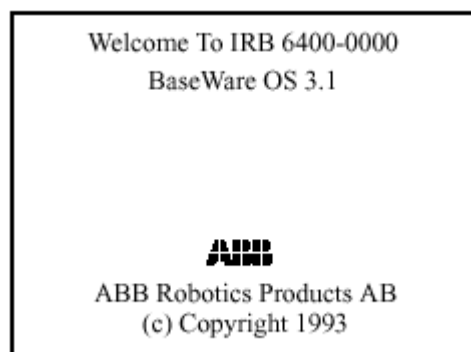 Welcome To IRB 6400-0000
BaseWare OS 3.1
ABB
ABB Robotics Products AB
(c) Copyright 1993